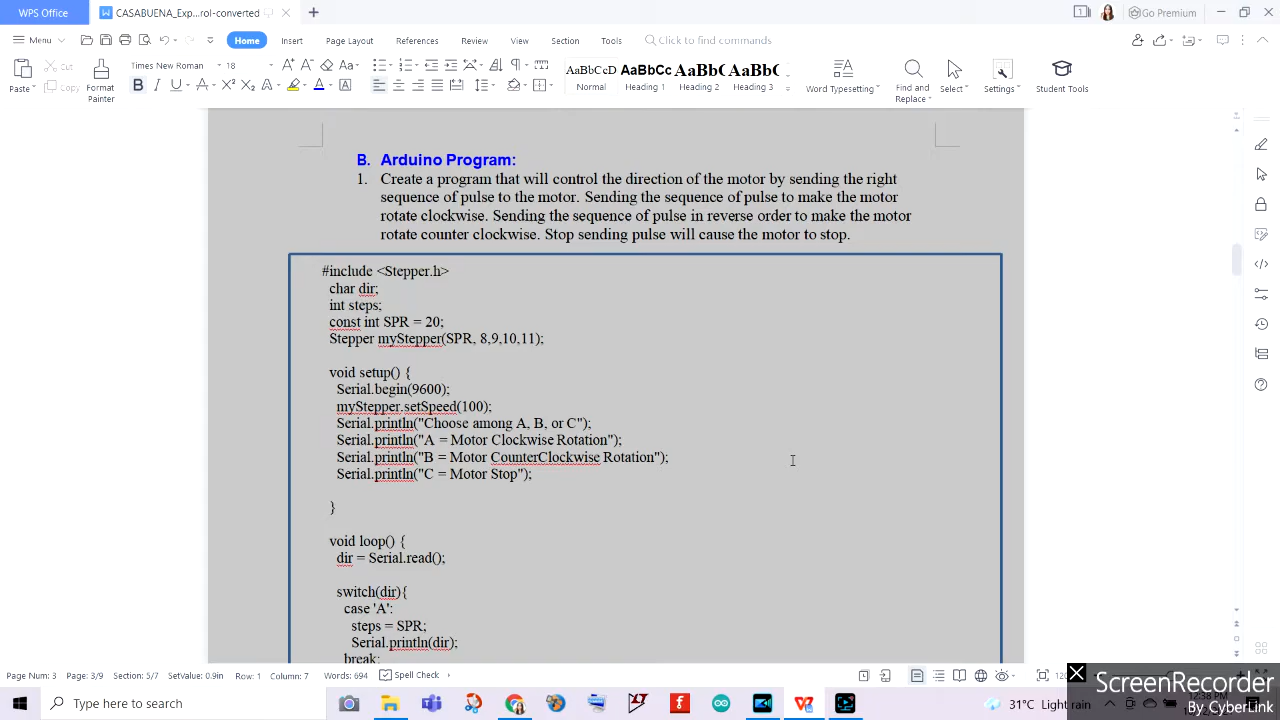 WPS Office
CASABUENA_Exp...rol-converted
Go Premium
Menu
Home
Insert
Page Layout
References
Review
View
Section
Tools
Click to find commands
Paste
Cut
Copy
Format
Painter
Times New Roman
18
AaBbCcD
AaBbCc
AaBbC
AaBbC
Normal
Heading 1
Heading 2
Heading 3
Word Typesetting
Find and
Replace
Select
Settings
Student Tools
B. Arduino Program:
1. Create a program that will control the direction of the motor by sending the right
sequence of pulse to the motor. Sending the sequence of pulse to make the motor
rotate clockwise. Sending the sequence of pulse in reverse order to make the motor
rotate counter clockwise. Stop sending pulse will cause the motor to stop.
#include <Stepper.h>
char dir;
int steps;
const int SPR = 20;
Stepper myStepper(SPR, 8,9,10,11);
void setup() {
Serial.begin(9600);
myStepper.setSpeed(100);
Serial.println("Choose among A, B, or C");
Serial.println("A = Motor Clockwise Rotation");
Serial.println("B = Motor CounterClockwise Rotation");
Serial.println("C = Motor Stop");
}
void loop() {
dir = Serial.read();
switch(dir){
case 'A':
steps = SPR;
Serial.println(dir);
break;
Page Num: 3
Page: 3/9
Section: 5/7
SetValue: 0
Row: 1
Column: 7
Words: 694
Spell Check
ScreenRecorder
By CyberLink
Type here to search
31°C Light rain
12:38 PM